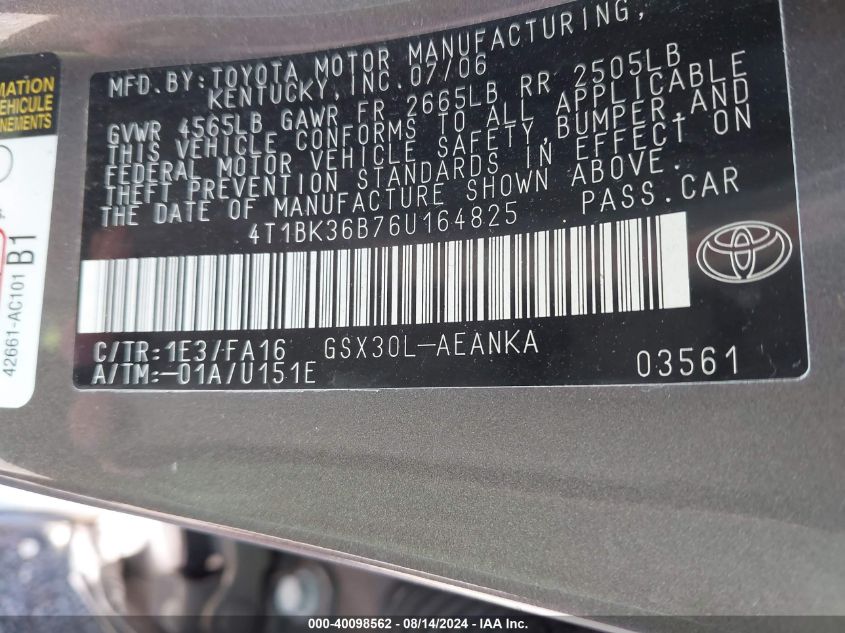 MATION
VEHICULE
NEMENTS
42661-AC101 B1
MFD.BY:TOYOTA MOTOR MANUFACTURING,
KENTUCKY,INC.07/06
GVWR 4565LB GAWR FR 2665LB RR 2505LB
THIS VEHICLE CONFORMS TO ALL APPLICABLE
FEDERAL MOTOR VEHICLE SAFETY,BUMPER,AND
THEFT PREVENTION STANDARDS IN EFFECT ON
THE DATE OF MANUFACTURE SHOWN ABOVE.
4T1BK36B76U164825 PASS.CAR
C/TR:1E3/FA16 GSX30L-AEANKA
A/TM:-01A/U151E 03561
000-40098562 - 08/14/2024 - IAA Inc.